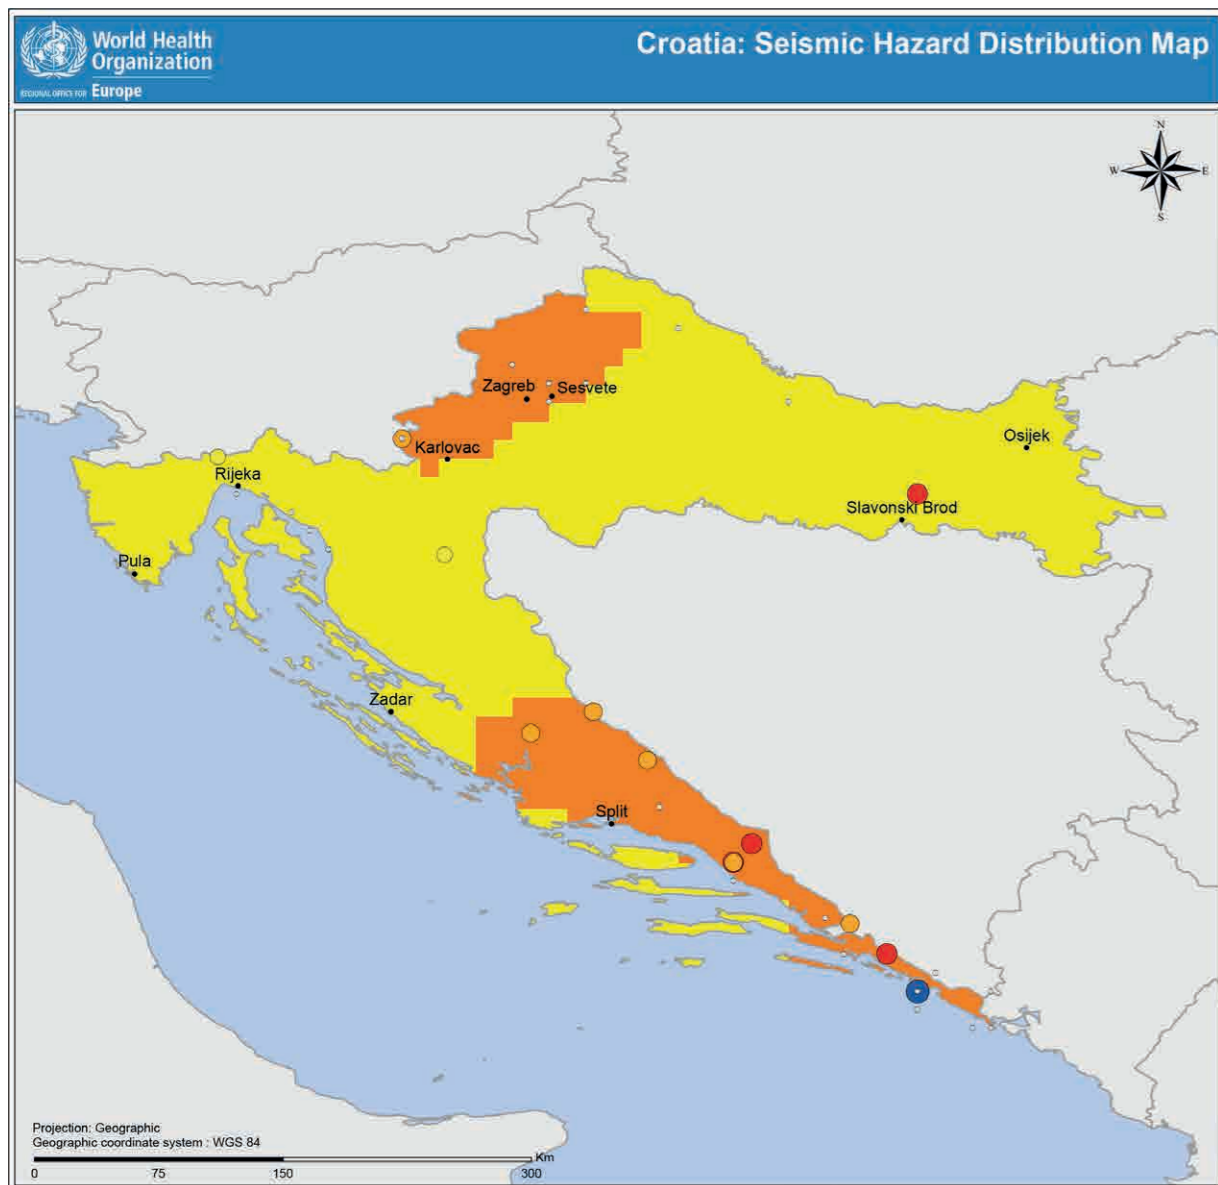 World Health
Organization
REGIONAL OFFICE FOR Europe
Croatia: Seismic Hazard Distribution Map
N
W
E
S
Zagreb
Sesvete
Karlovac
Osijek
Rijeka
Slavonski Brod
Pula
Zadar
Split
Projection: Geographic
Geographic coordinate system : WGS 84
Km
0 75 150 300